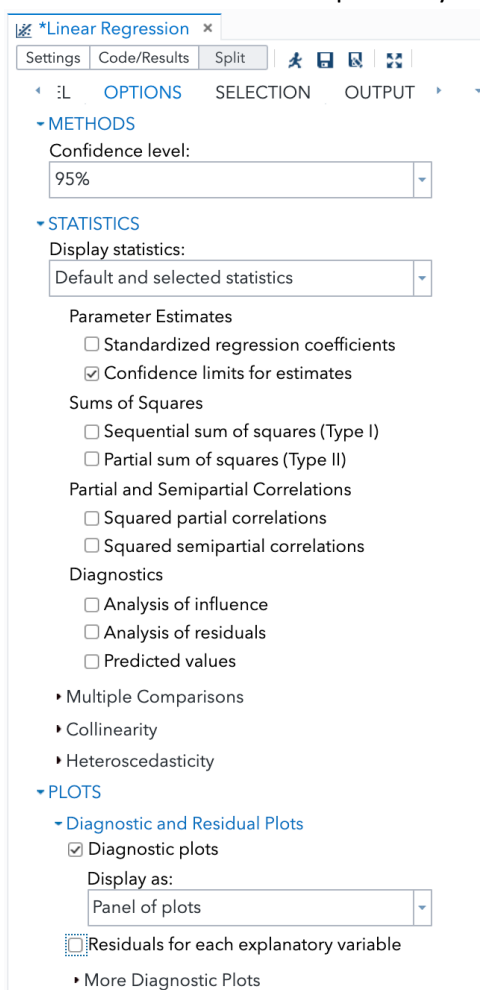 *Linear Regression ×
Settings Code/Results Split
EL OPTIONS SELECTION OUTPUT
METHODS
Confidence level:
95%
STATISTICS
Display statistics:
Default and selected statistics
Parameter Estimates
Standardized regression coefficients
Confidence limits for estimates
Sums of Squares
Sequential sum of squares (Type I)
Partial sum of squares (Type II)
Partial and Semipartial Correlations
Squared partial correlations
Squared semipartial correlations
Diagnostics
Analysis of influence
Analysis of residuals
Predicted values
Multiple Comparisons
Collinearity
Heteroscedasticity
PLOTS
Diagnostic and Residual Plots
Diagnostic plots
Display as:
Panel of plots
Residuals for each explanatory variable
More Diagnostic Plots